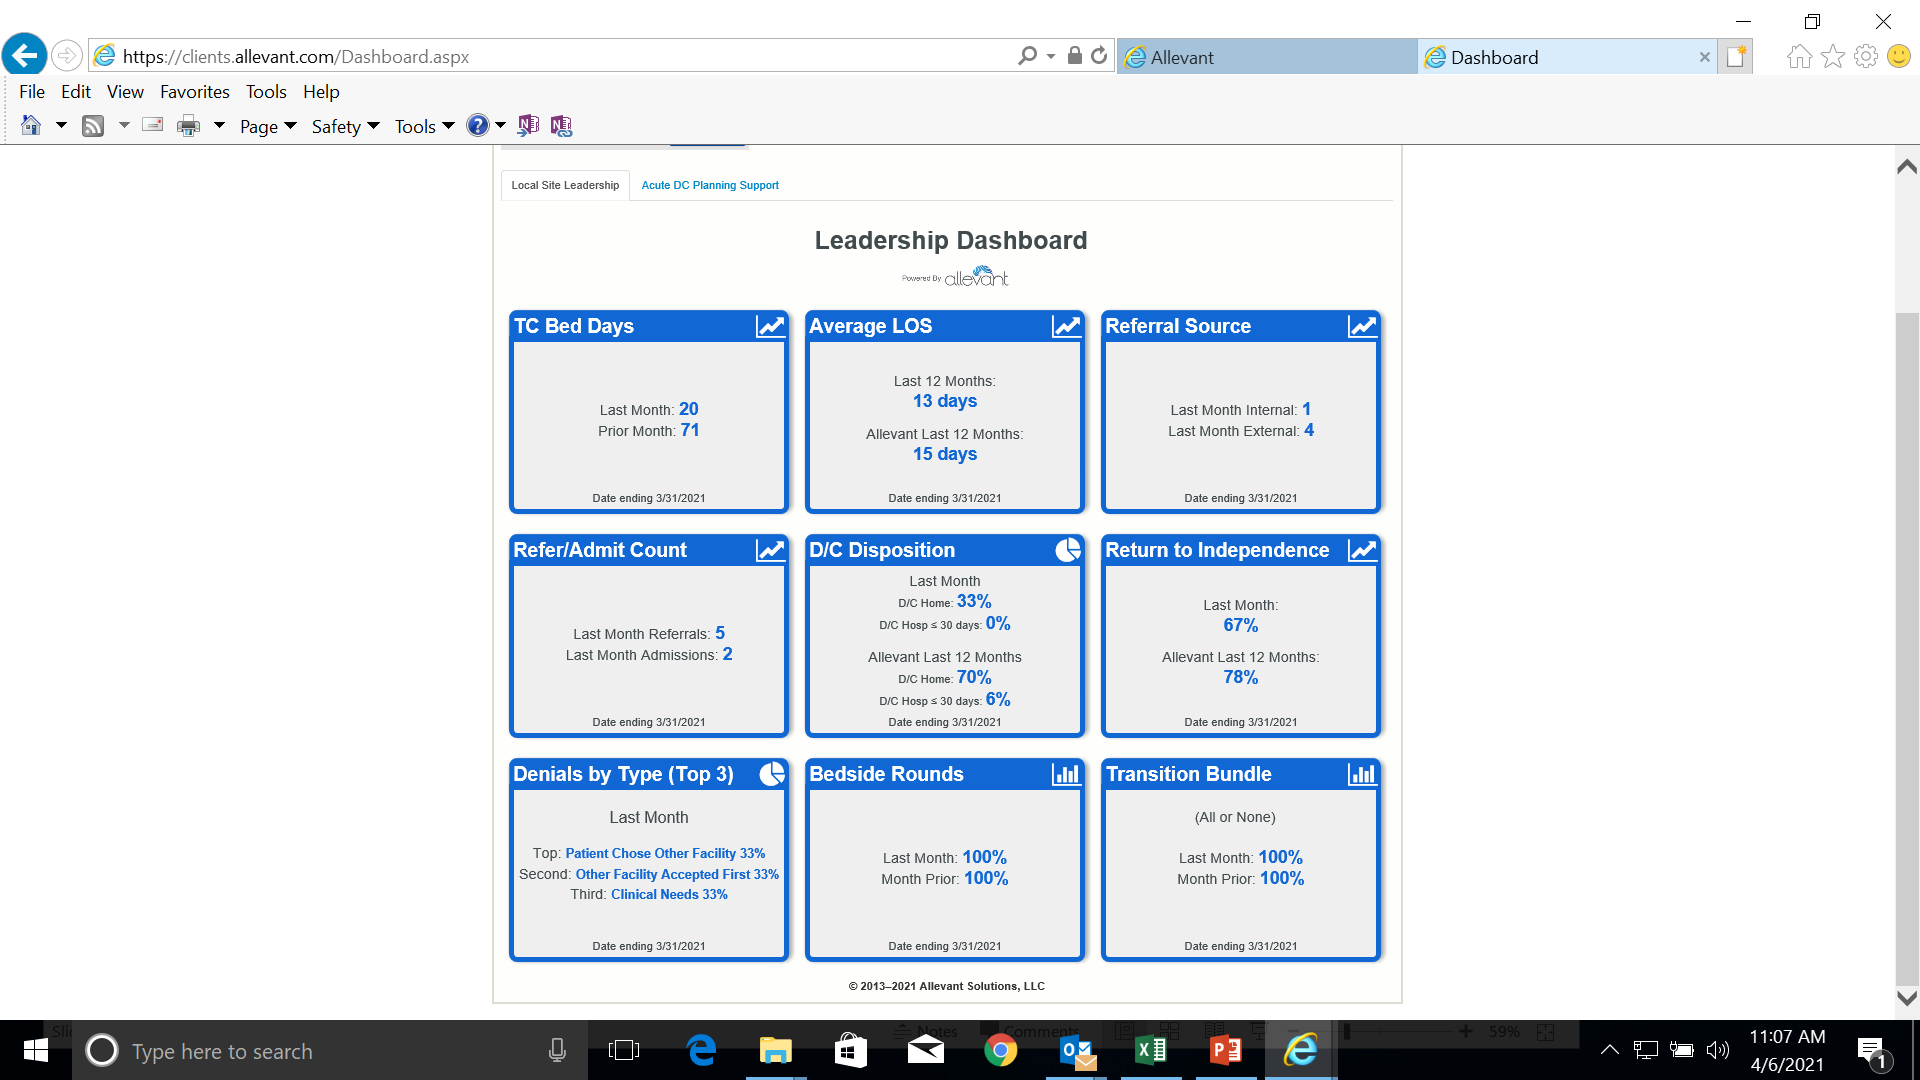 https://clients.allevant.com/Dashboard.aspx
Allevant
Dashboard
File Edit View Favorites Tools Help
Page Safety Tools
Local Site Leadership
Acute DC Planning Support
Leadership Dashboard
Powered By allevant
TC Bed Days
Last Month: 20
Prior Month: 71
Date ending 3/31/2021
Average LOS
Last 12 Months:
13 days
Allevant Last 12 Months:
15 days
Date ending 3/31/2021
Referral Source
Last Month Internal: 1
Last Month External: 4
Date ending 3/31/2021
Refer/Admit Count
Last Month Referrals: 5
Last Month Admissions: 2
Date ending 3/31/2021
D/C Disposition
Last Month
D/C Home: 33%
D/C Hosp ≤ 30 days: 0%
Allevant Last 12 Months
D/C Home: 70%
D/C Hosp ≤ 30 days: 6%
Date ending 3/31/2021
Return to Independence
Last Month:
67%
Allevant Last 12 Months:
78%
Date ending 3/31/2021
Denials by Type (Top 3)
Last Month
Top: Patient Chose Other Facility 33%
Second: Other Facility Accepted First 33%
Third: Clinical Needs 33%
Date ending 3/31/2021
Bedside Rounds
Last Month: 100%
Month Prior: 100%
Date ending 3/31/2021
Transition Bundle
(All or None)
Last Month: 100%
Month Prior: 100%
Date ending 3/31/2021
© 2013–2021 Allevant Solutions, LLC
Notes
Comments
59%
Type here to search
11:07 AM
4/6/2021
1